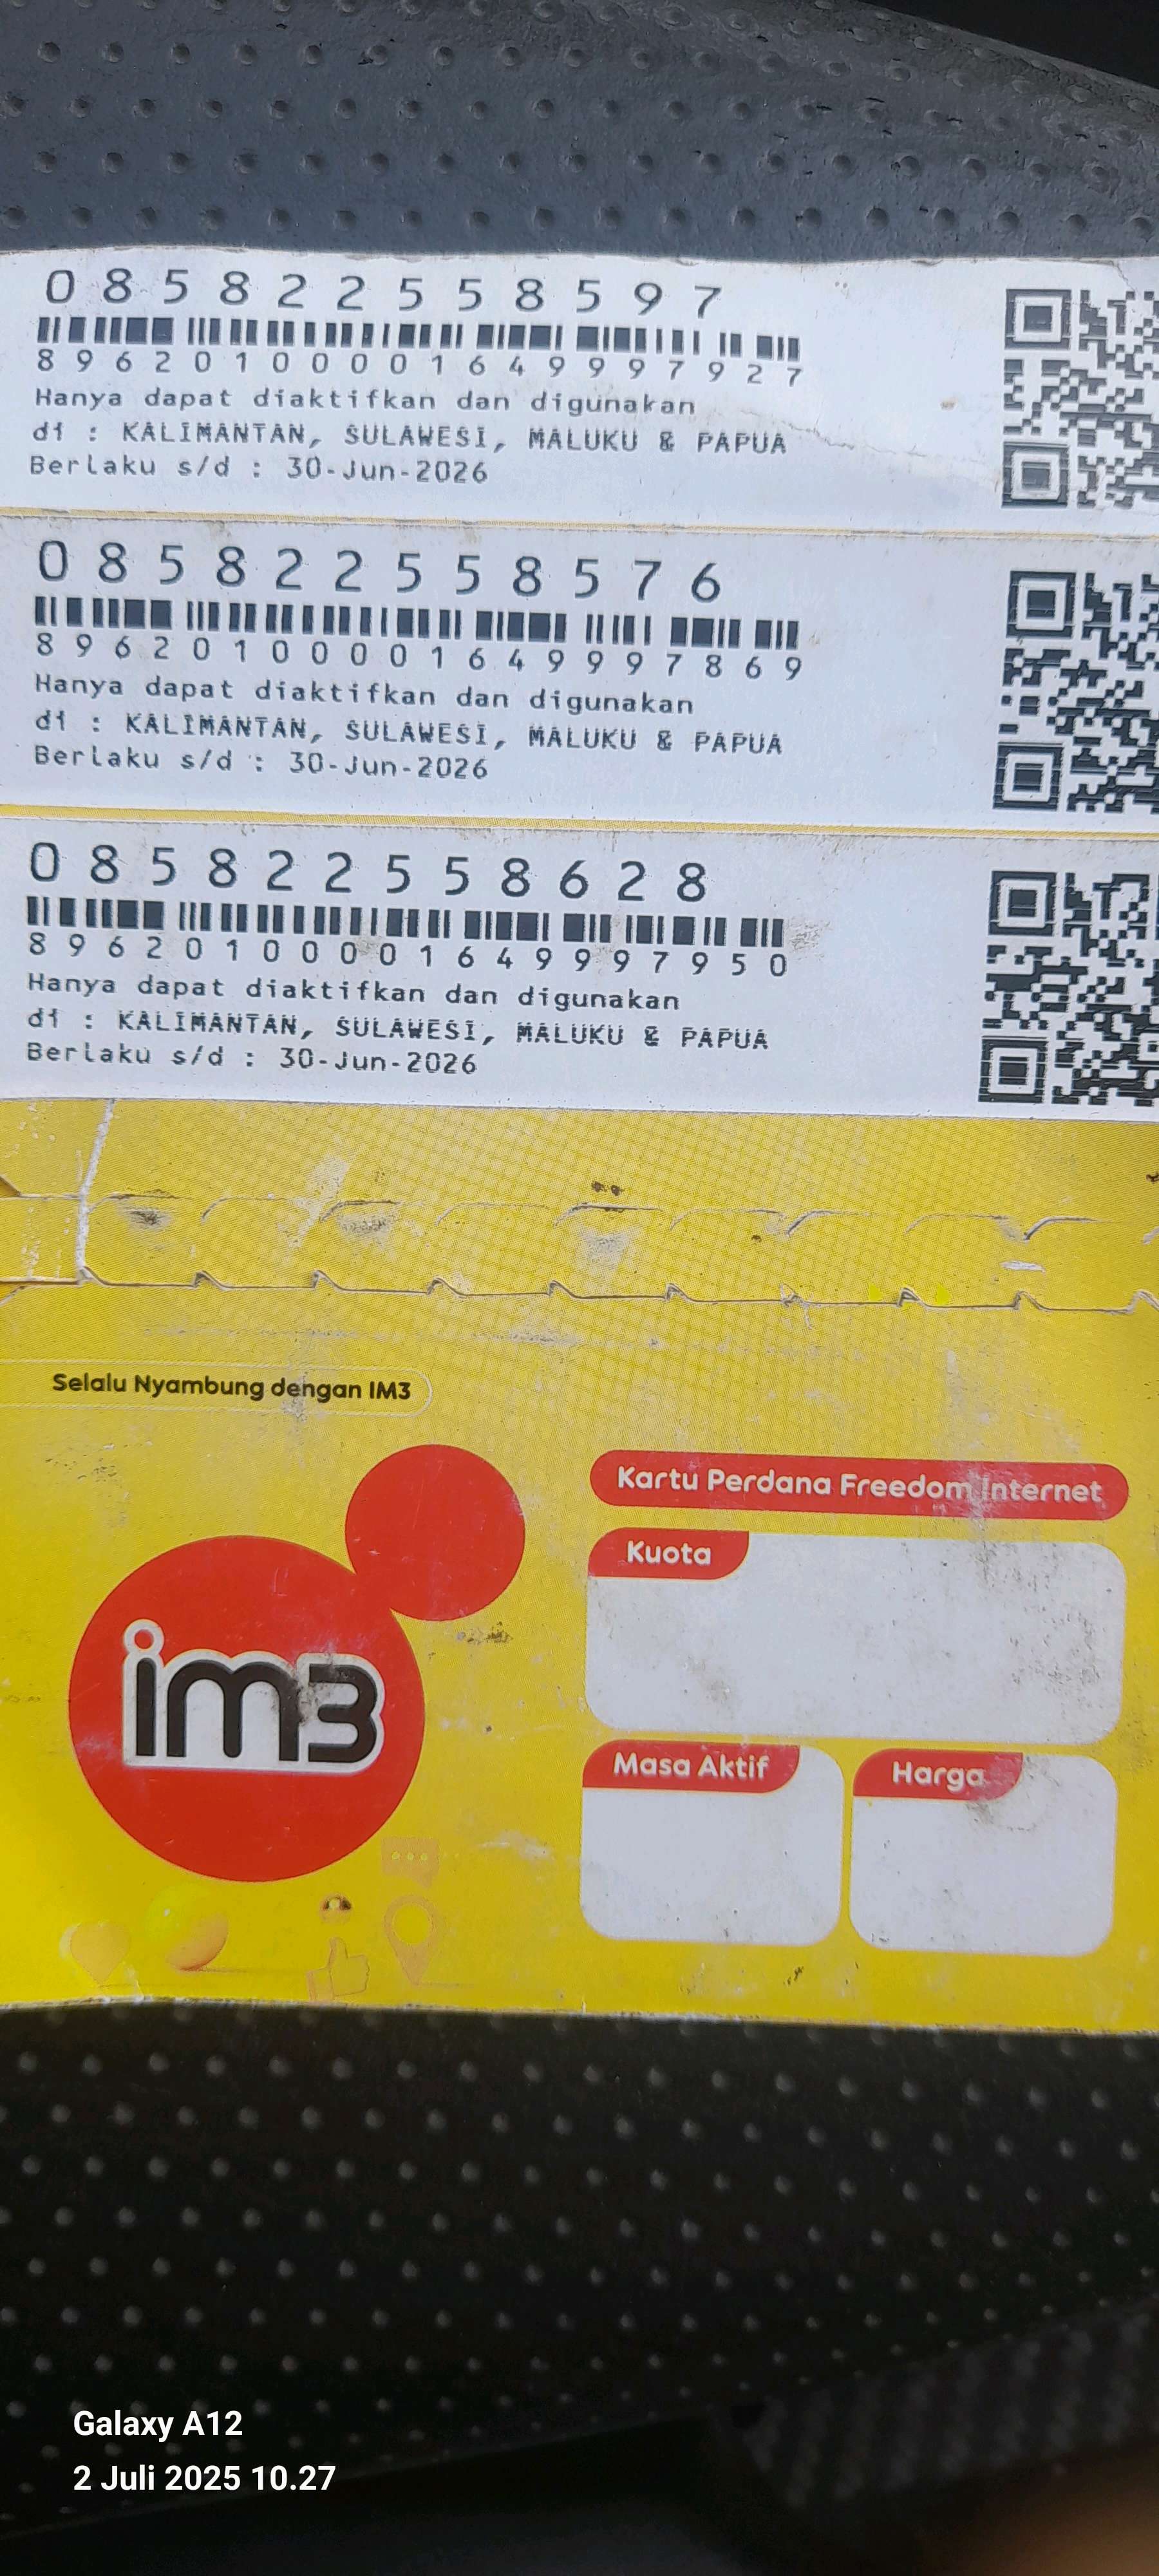 085822558597
89620100001649997927
Hanya dapat diaktifkan dan digunakan
di : KALIMANTAN, SULAWESI, MALUKU & PAPUA
Berlaku s/d : 30-Jun-2026
085822558576
89620100001649997869
Hanya dapat diaktifkan dan digunakan
di : KALIMANTAN, SULAWESI, MALUKU & PAPUA
Berlaku s/d : 30-Jun-2026
085822558628
89620100001649997950
Hanya dapat diaktifkan dan digunakan
di : KALIMANTAN, SULAWESI, MALUKU & PAPUA
Berlaku s/d : 30-Jun-2026
Selalu Nyambung dengan IM3
im3
Kartu Perdana Freedom Internet
Kuota
Masa Aktif
Harga
Galaxy A12
2 Juli 2025 10.27